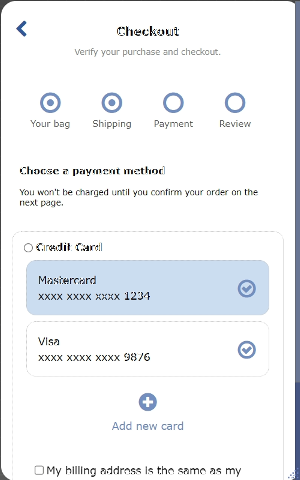 Checkout
Verify your purchase and checkout.
Your bag
Shipping
Payment
Review
Choose a payment method
You won't be charged until you confirm your order on the
next page.
Credit Card
Mastercard
xxxx xxxx xxxx 1234
Visa
xxxx xxxx xxxx 9876
Add new card
My billing address is the same as my